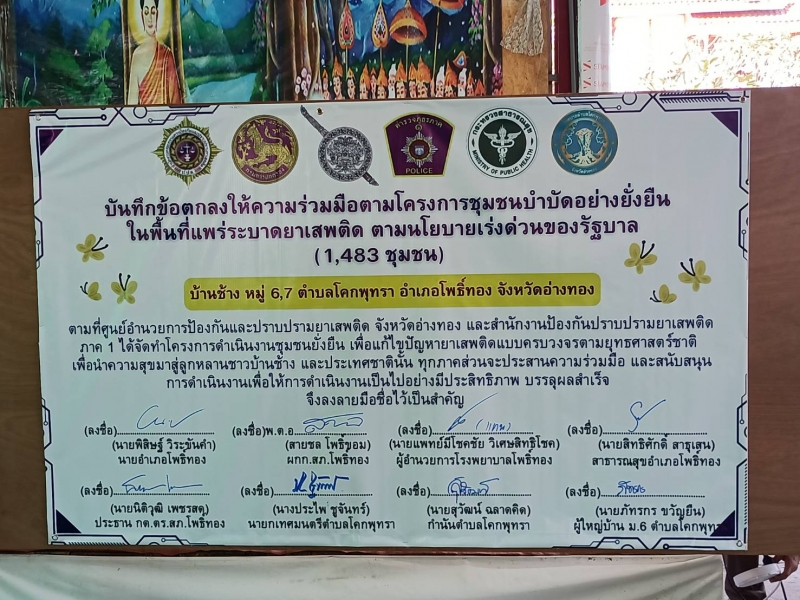 ตำรวจภูธรภาค
๑
POLICE
กระทรวงสาธารณสุข
MINISTRY OF PUBLIC HEALTH
บันทึกข้อตกลงให้ความร่วมมือตามโครงการชุมชนบำบัดอย่างยั่งยืน
ในพื้นที่แพร่ระบาดยาเสพติด ตามนโยบายเร่งด่วนของรัฐบาล
(1,483 ชุมชน)
บ้านช้าง หมู่ 6,7 ตำบลโคกพุทรา อำเภอโพธิ์ทอง จังหวัดอ่างทอง
ตามที่ศูนย์อำนวยการป้องกันและปราบปรามยาเสพติด จังหวัดอ่างทอง และสำนักงานป้องกันปราบปรามยาเสพติด
ภาค 1 ได้จัดทำโครงการดำเนินงานชุมชนยั่งยืน เพื่อแก้ไขปัญหายาเสพติดแบบครบวงจรตามยุทธศาสตร์ชาติ
เพื่อนำความสุขมาสู่ลูกหลานชาวบ้านช้าง และประเทศชาตินั้น ทุกภาคส่วนจะประสานความร่วมมือ และสนับสนุน
การดำเนินงานเพื่อให้การดำเนินงานเป็นไปอย่างมีประสิทธิภาพ บรรลุผลสำเร็จ
จึงลงลายมือชื่อไว้เป็นสำคัญ
(ลงชื่อ) (ลงชื่อ)พ.ต.อ. (ลงชื่อ) (แทน) (ลงชื่อ)
(นายพิสิษฐ์ วิระขันคำ) (สายชล โพธิ์ขอม) (นายแพทย์มีโชคชัย วิเศษสิทธิโชค) (นายสิทธิศักดิ์ สาธุเสน)
นายอำเภอโพธิ์ทอง ผกก.สภ.โพธิ์ทอง ผู้อำนวยการโรงพยาบาลโพธิ์ทอง สาธารณสุขอำเภอโพธิ์ทอง
(ลงชื่อ) (ลงชื่อ) (ลงชื่อ) (ลงชื่อ)
(นายนิติวุฒิ เพชรสดุ) (นางประไพ ชูจันทร์) (นายสุวัฒน์ ฉลาดคิด) (นายภัทรกร ขวัญยืน)
ประธาน กต.ตร.สภ.โพธิ์ทอง นายกเทศมนตรีตำบลโคกพุทรา กำนันตำบลโคกพุทรา ผู้ใหญ่บ้าน ม.6 ตำบลโคกพุทรา